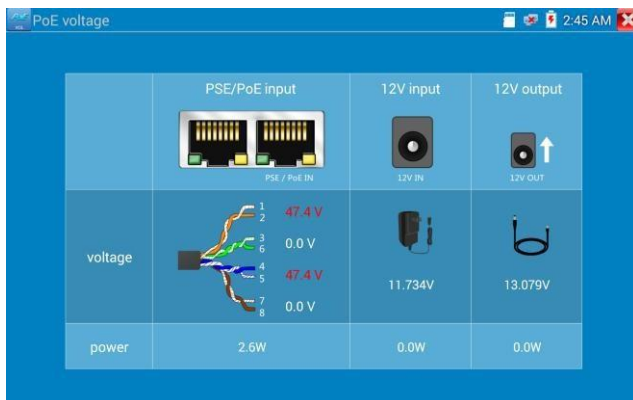 PoE voltage
2:45 AM
PSE/PoE input 12V input 12V output
PSE / PoE IN 12V IN 12V OUT
1
2
47.4 V
3
6
0.0 V
voltage
4
5
47.4 V
11.734V 13.079V
7
8
0.0 V
power 2.6W 0.0W 0.0W